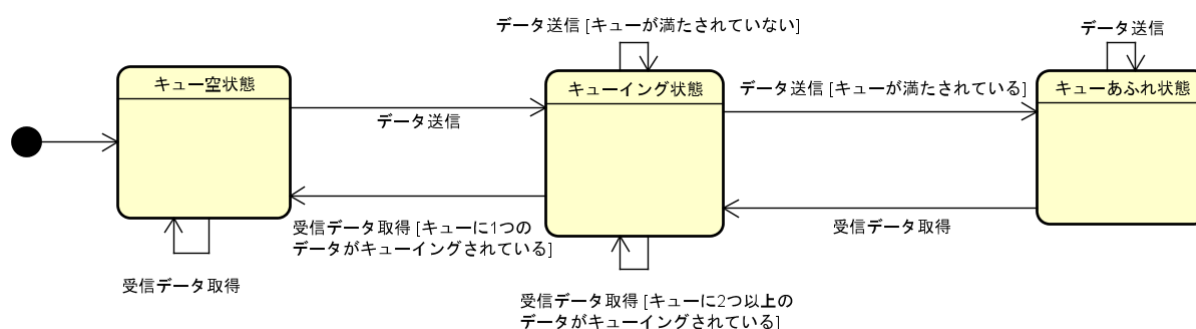 データ送信 [キューが満たされていない]
データ送信
キュー空状態
キューイング状態
データ送信 [キューが満たされている]
キューあふれ状態
データ送信
受信データ取得 [キューに1つの
データがキューイングされている]
受信データ取得
受信データ取得
受信データ取得 [キューに2つ以上の
データがキューイングされている]